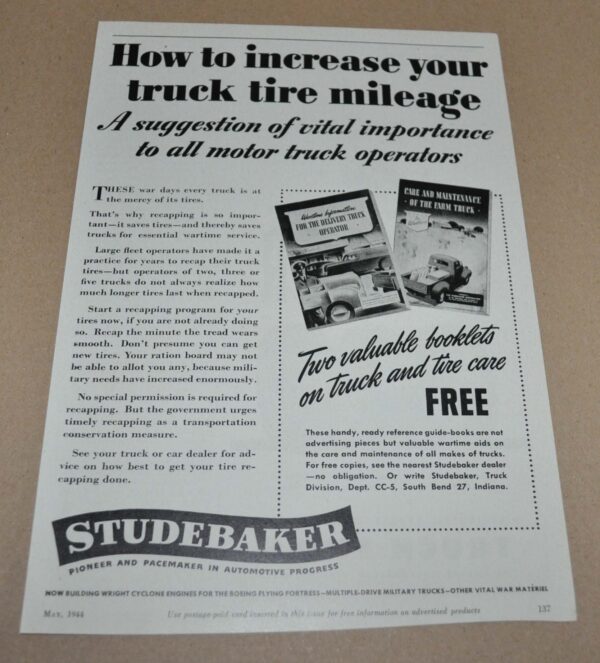 How to increase your
truck tire mileage
A suggestion of vital importance
to all motor truck operators
THESE war days every truck is at
the mercy of its tires.
That's why recapping is so impor-
tant—it saves tires—and thereby saves
trucks for essential wartime service.
Large fleet operators have made it a
practice for years to recap their truck
tires—but operators of two, three or
five trucks do not always realize how
much longer tires last when recapped.
Start a recapping program for your
tires now, if you are not already doing
so. Recap the minute the tread wears
smooth. Don't presume you can get
new tires. Your ration board may not
be able to allot you any, because mili-
tary needs have increased enormously.
No special permission is required for
recapping. But the government urges
timely recapping as a transportation
conservation measure.
See your truck or car dealer for ad-
vice on how best to get your tire re-
capping done.
Wartime Information
FOR THE DELIVERY TRUCK
OPERATOR
CARE AND MAINTENANCE
OF THE FARM TRUCK
Two valuable booklets
on truck and tire care
FREE
These handy, ready reference guide-books are not
advertising pieces but valuable wartime aids on
the care and maintenance of all makes of trucks.
For free copies, see the nearest Studebaker dealer
—no obligation. Or write Studebaker, Truck
Division, Dept. CC-5, South Bend 27, Indiana.
STUDEBAKER
PIONEER AND PACEMAKER IN AUTOMOTIVE PROGRESS
NOW BUILDING WRIGHT CYCLONE ENGINES FOR THE BOEING FLYING FORTRESS—MULTIPLE-DRIVE MILITARY TRUCKS—OTHER VITAL WAR MATÉRIEL
May, 1944
Use postage-paid card inserted in this issue for free information on advertised products
137